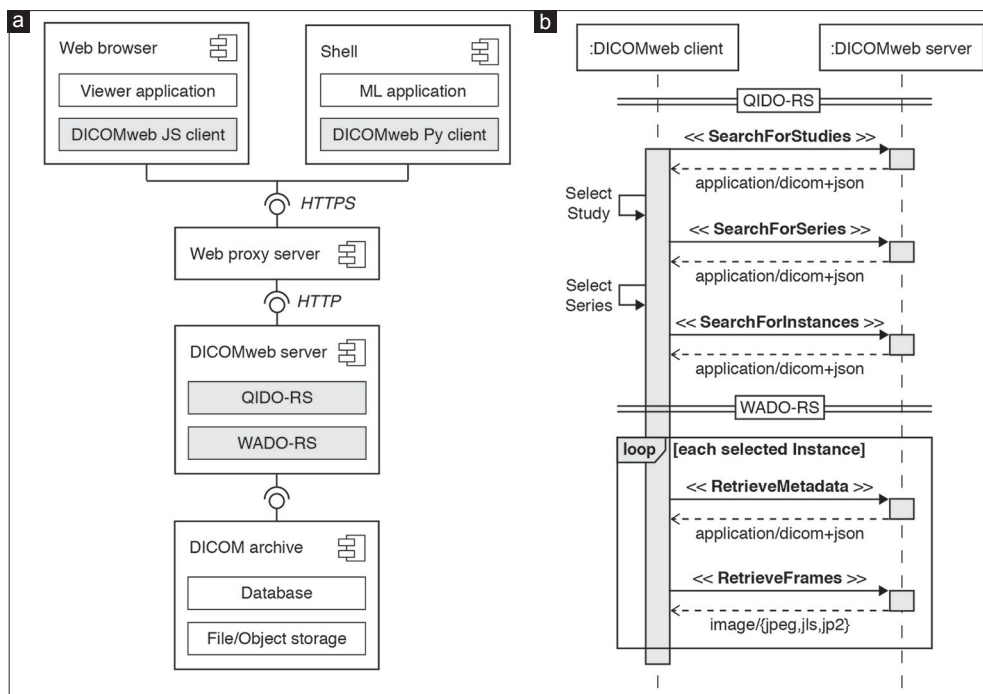 a
Web browser
Viewer application
DICOMweb JS client
Shell
ML application
DICOMweb Py client
HTTPS
Web proxy server
HTTP
DICOMweb server
QIDO-RS
WADO-RS
DICOM archive
Database
File/Object storage
b
:DICOMweb client
:DICOMweb server
QIDO-RS
<< SearchForStudies >>
application/dicom+json
Select
Study
<< SearchForSeries >>
application/dicom+json
Select
Series
<< SearchForInstances >>
application/dicom+json
WADO-RS
loop [each selected Instance]
<< RetrieveMetadata >>
application/dicom+json
<< RetrieveFrames >>
image/{jpeg,jls,jp2}